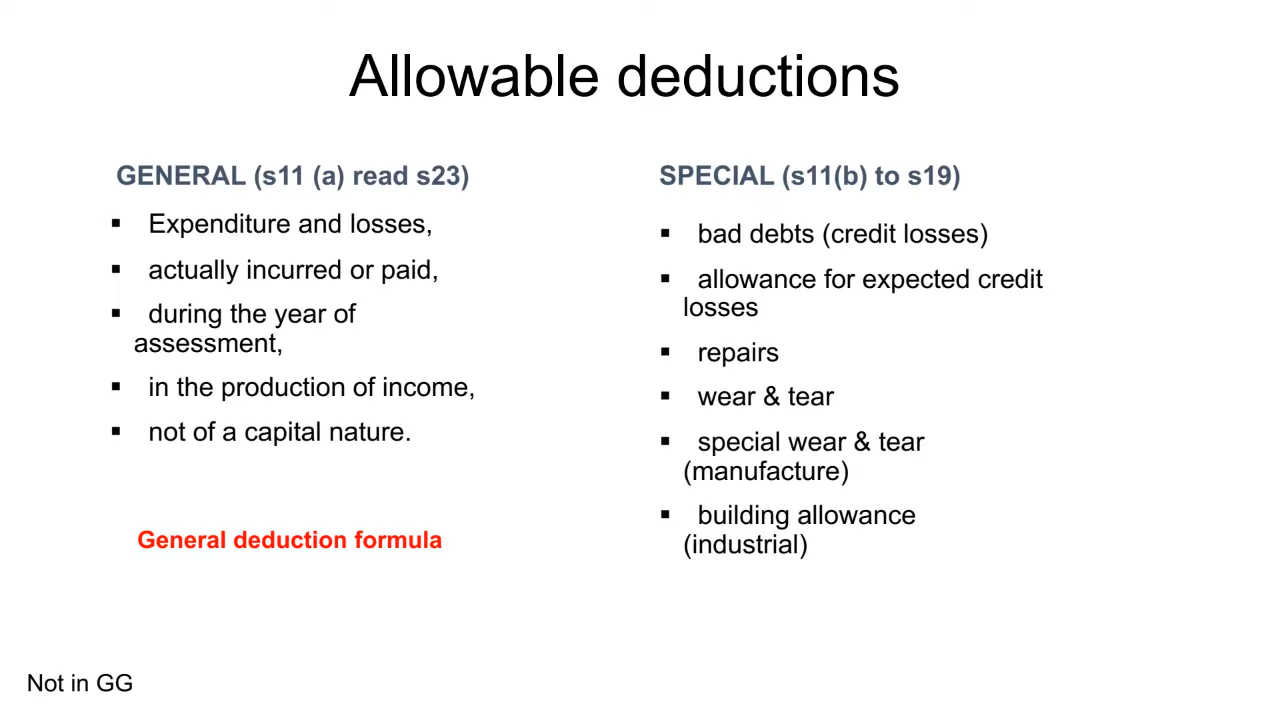 Allowable deductions
GENERAL (s11 (a) read s23)
▪ Expenditure and losses,
▪ actually incurred or paid,
▪ during the year of
assessment,
▪ in the production of income,
▪ not of a capital nature.
General deduction formula
SPECIAL (s11(b) to s19)
▪ bad debts (credit losses)
▪ allowance for expected credit
losses
▪ repairs
▪ wear & tear
▪ special wear & tear
(manufacture)
▪ building allowance
(industrial)
Not in GG